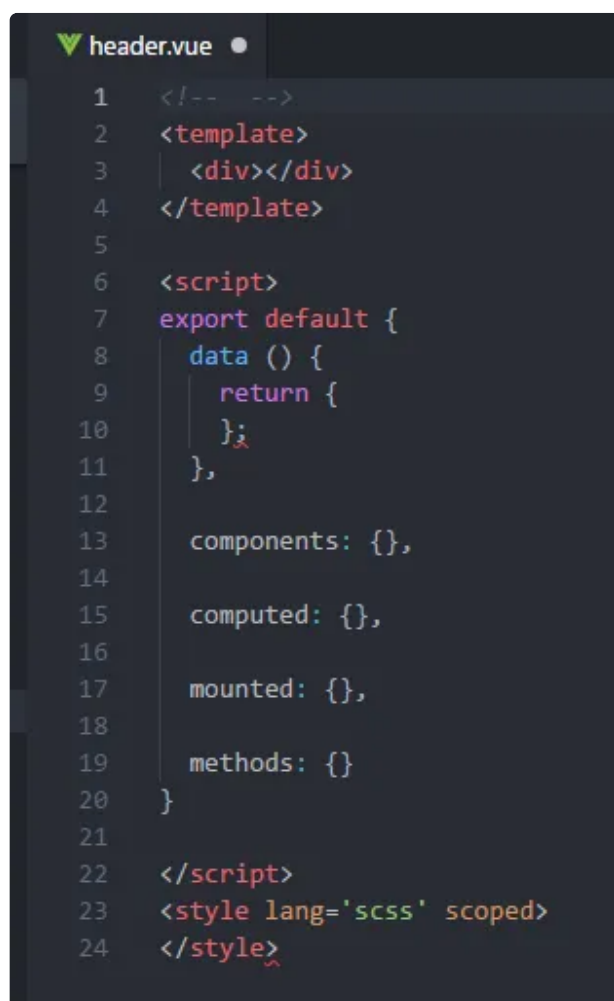 header.vue
1 <!--  -->
2 <template>
3   <div></div>
4 </template>
5
6 <script>
7 export default {
8   data () {
9     return {
10     };
11   },
12
13   components: {},
14
15   computed: {},
16
17   mounted: {},
18
19   methods: {}
20 }
21
22 </script>
23 <style lang='scss' scoped>
24 </style>